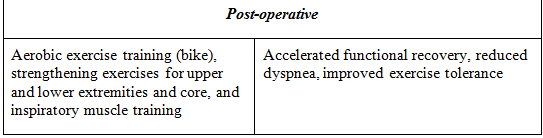 Post-operative
Aerobic exercise training (bike),
strengthening exercises for upper
and lower extremities and core, and
inspiratory muscle training
Accelerated functional recovery, reduced
dyspnea, improved exercise tolerance